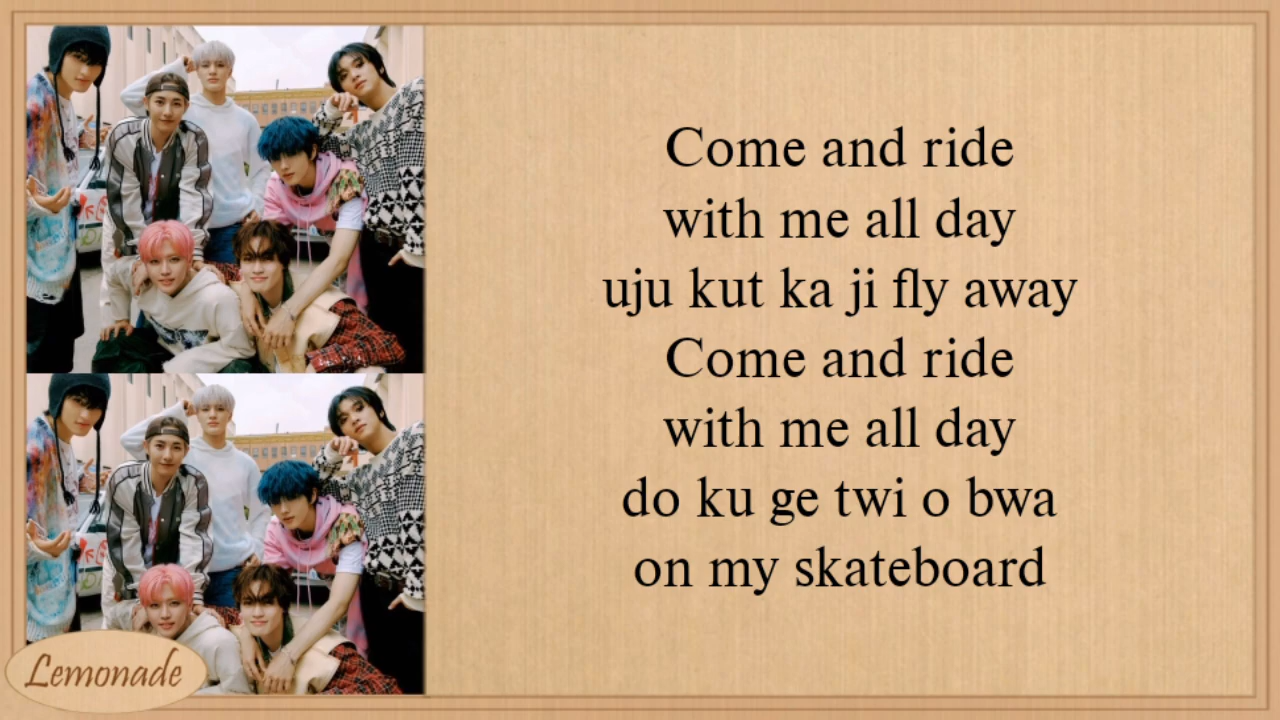 Come and ride
with me all day
uju kut ka ji fly away
Come and ride
with me all day
do ku ge twi o bwa
on my skateboard
Lemonade